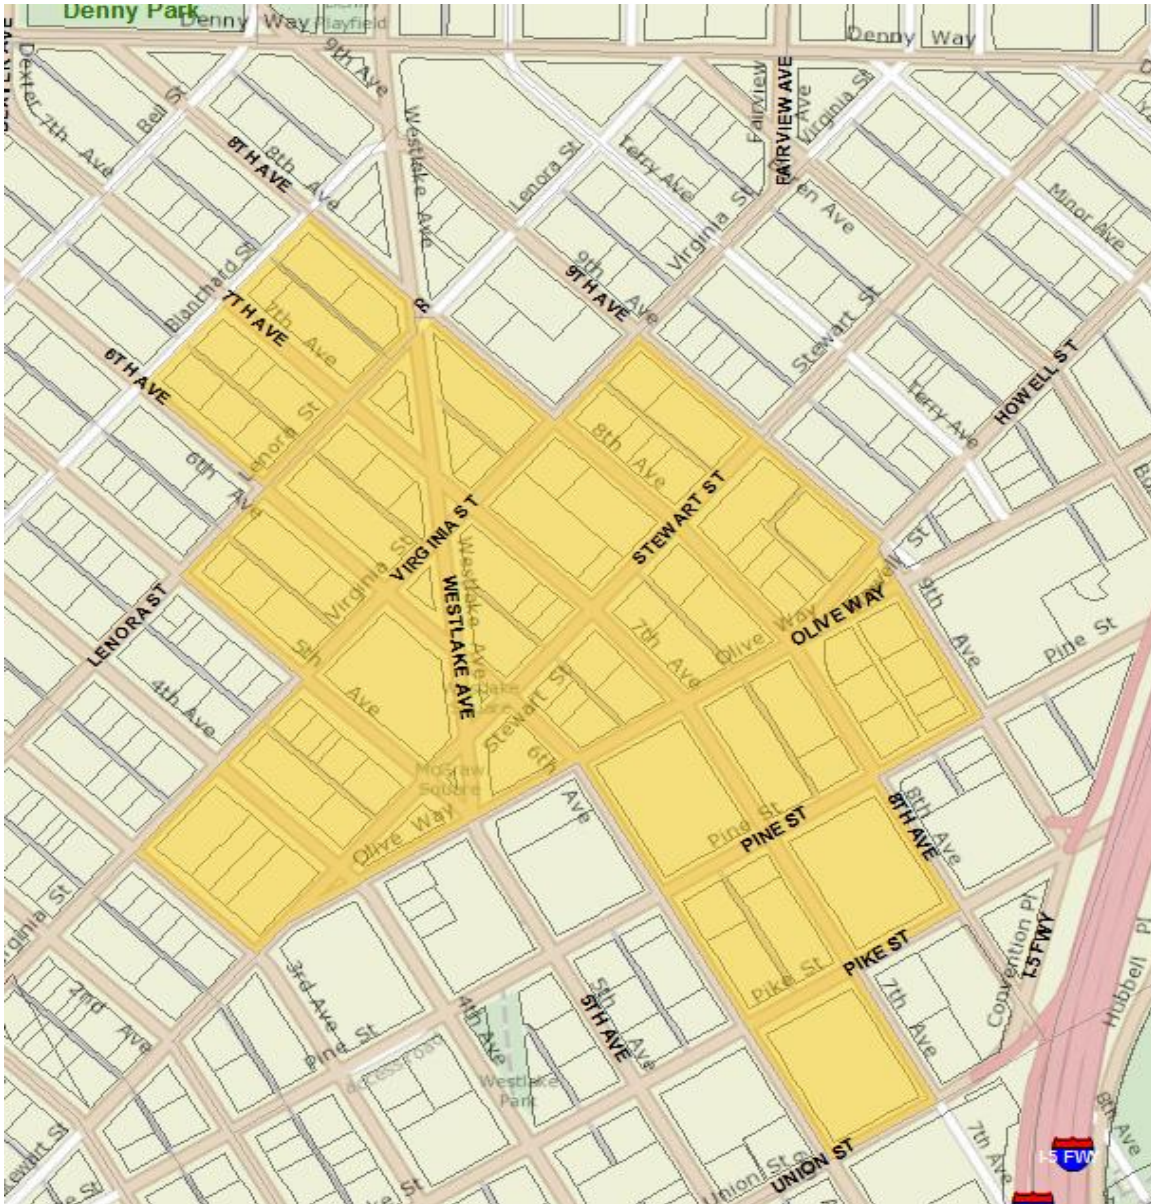 Denny Park
Denny Way
Playfield
Denny Way
Dexter
7th Ave
9th Ave
Bell St
8TH AVE
8th Ave
Westlake Ave
Lenora St
Terry Ave
Fairview Ave
FAIRVIEW AVE
Virginia St
Virginia St
Minor Ave
Blanchard St
7TH AVE
7th Ave
9TH AVE
9th Ave
Stewart St
6TH AVE
HOWELL ST
Terry Ave
Lenora St
6th Ave
8th Ave
STEWART ST
VIRGINIA ST
Virginia St
Westlake Ave
WESTLAKE AVE
LENORA ST
5th Ave
4th Ave
7th Ave
Olive Way
OLIVE WAY
9th Ave
Pine St
Stewart St
6th Ave
McGraw Square
Olive Way
Pine St
PINE ST
8TH AVE
8th Ave
Pike St
PIKE ST
Convention Pl
I-5 FWY
Hubbell Pl
2nd Ave
3rd Ave
Pine St
4th Ave
5th Ave
5TH AVE
7th Ave
Access Road
Westlake Park
Union St
UNION ST
7th Ave
8th Ave
I-5 FWY